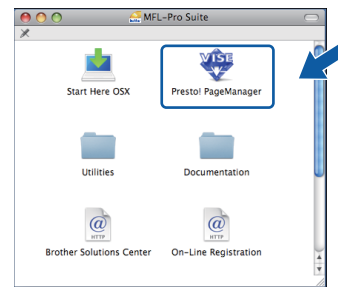 MFL-Pro Suite
Start Here OSX
VISE
Presto! PageManager
Utilities
Documentation
@
HTTP
@
HTTP
Brother Solutions Center
On-Line Registration